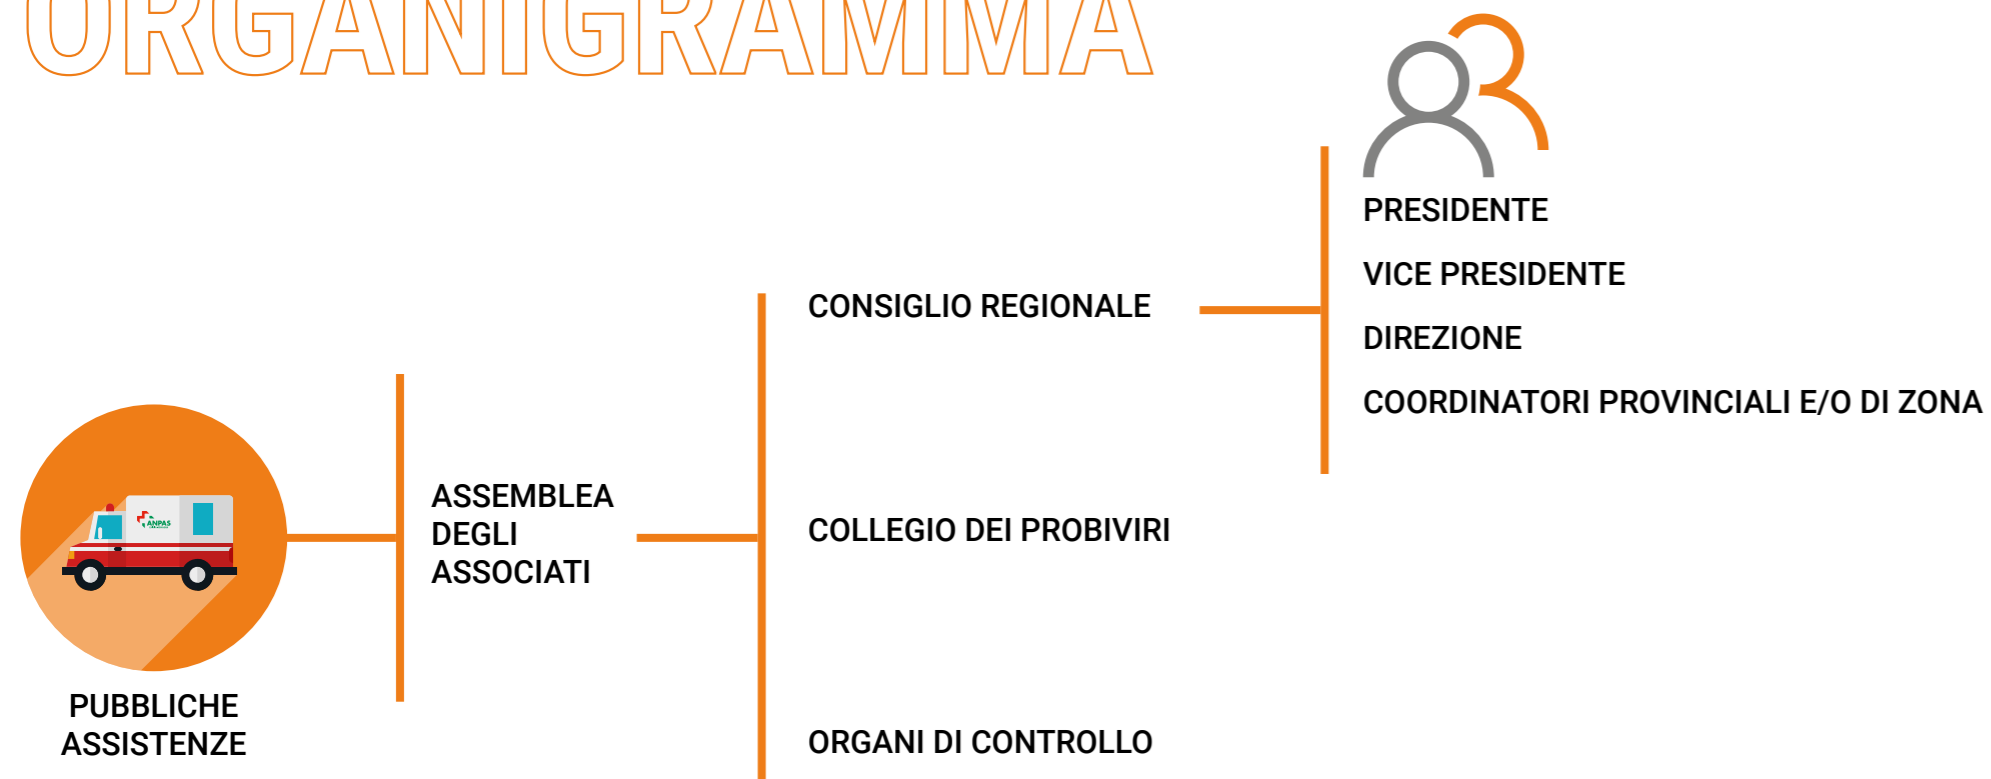 ORGANIGRAMMA
PRESIDENTE
VICE PRESIDENTE
DIREZIONE
COORDINATORI PROVINCIALI E/O DI ZONA
CONSIGLIO REGIONALE
COLLEGIO DEI PROBIVIRI
ORGANI DI CONTROLLO
ASSEMBLEA
DEGLI
ASSOCIATI
ANPAS
PUBBLICHE
ASSISTENZE